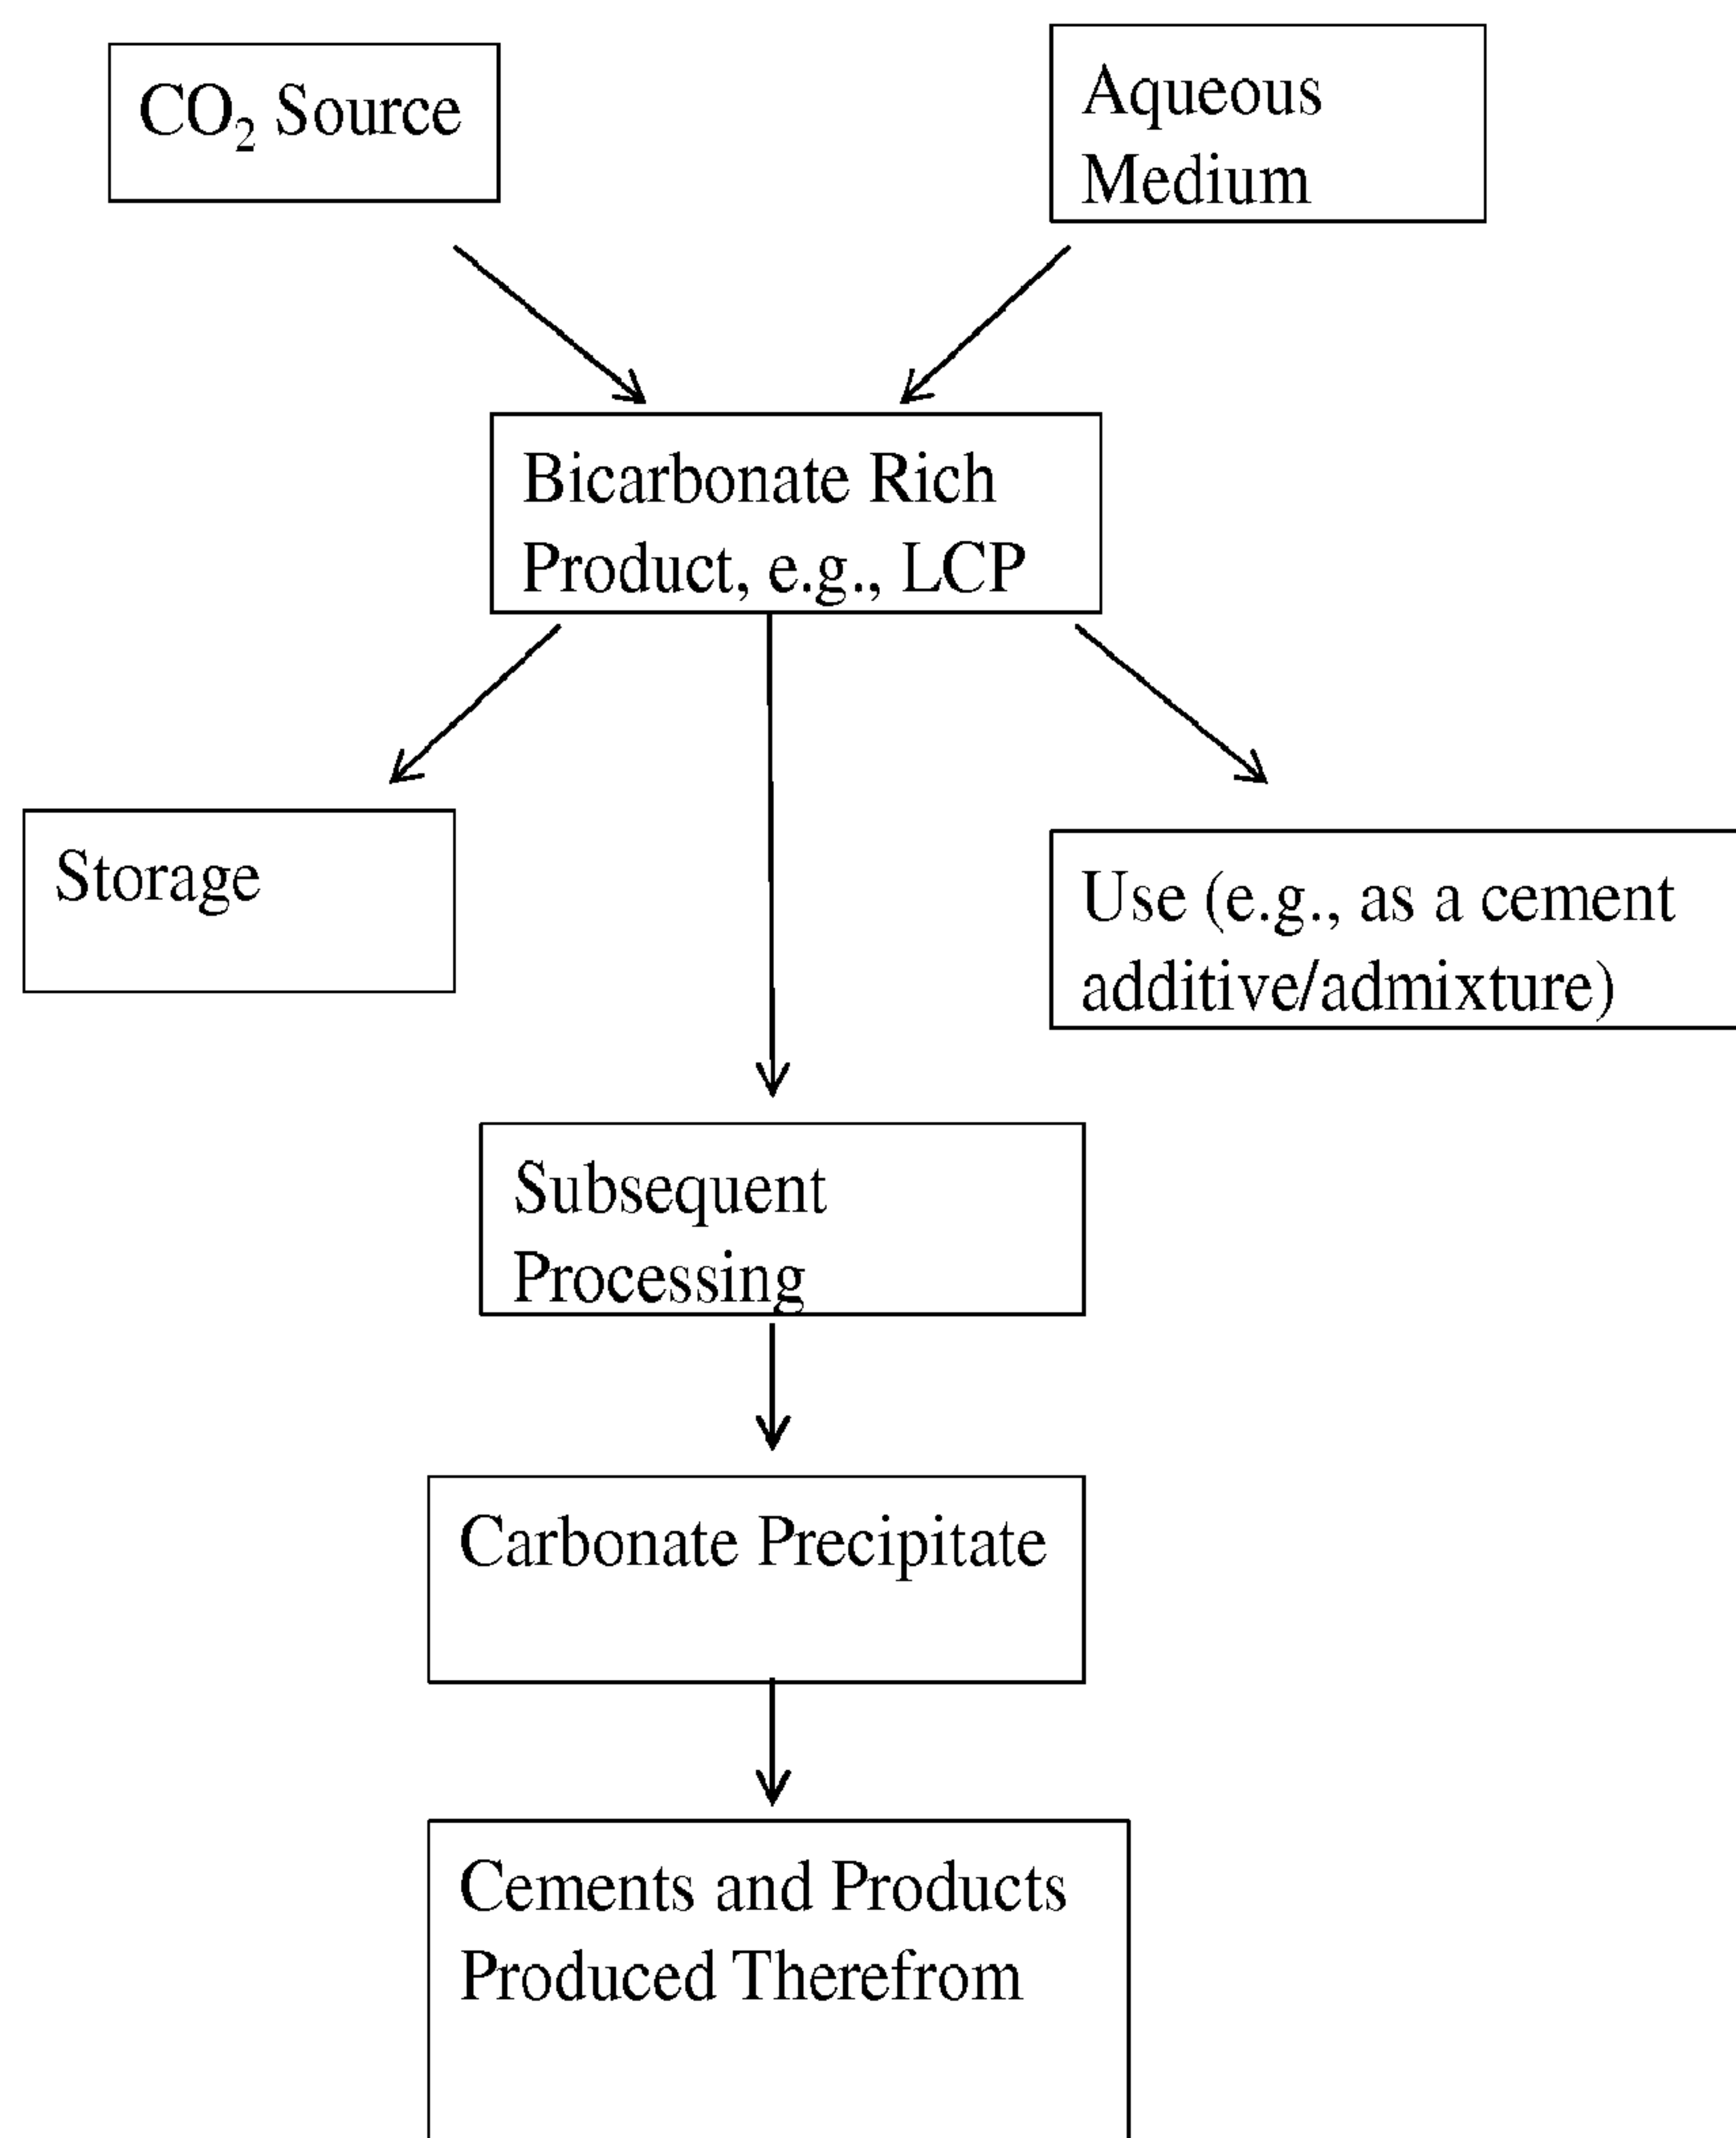 CO₂ Source
Aqueous
Medium
Bicarbonate Rich
Product, e.g., LCP
Storage
Use (e.g., as a cement
additive/admixture)
Subsequent
Processing
Carbonate Precipitate
Cements and Products
Produced Therefrom